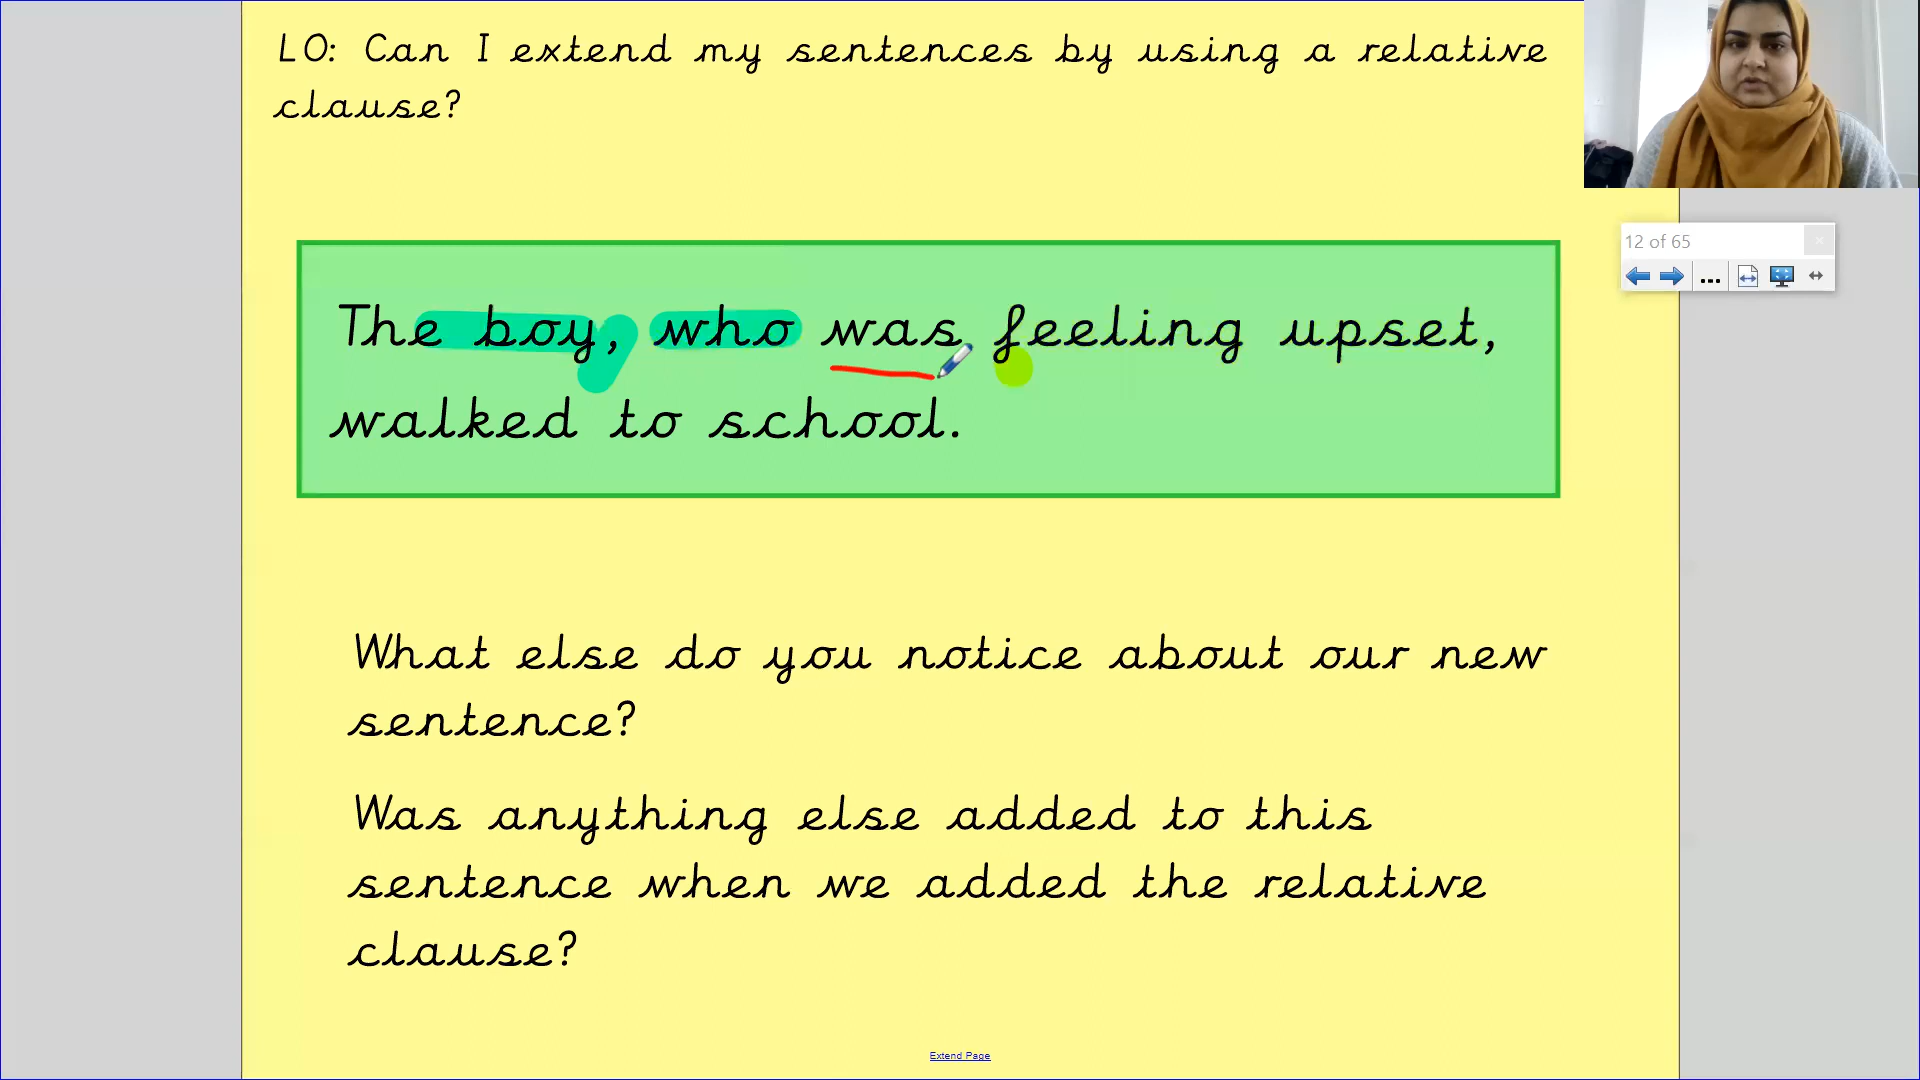 LO: Can I extend my sentences by using a relative
clause?
12 of 65
The boy, who was feeling upset,
walked to school.
What else do you notice about our new
sentence?
Was anything else added to this
sentence when we added the relative
clause?
Extend Page